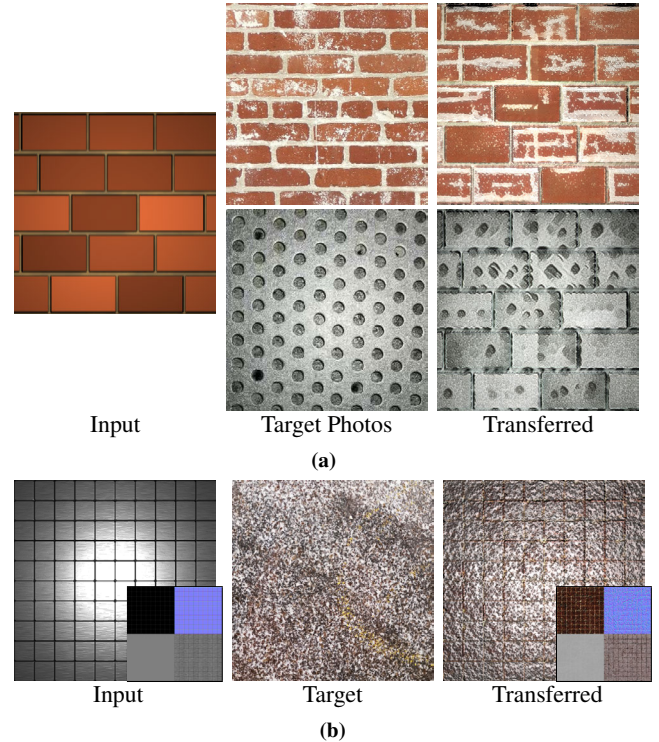 Input
Target Photos
Transferred
(a)
Input
Target
Transferred
(b)